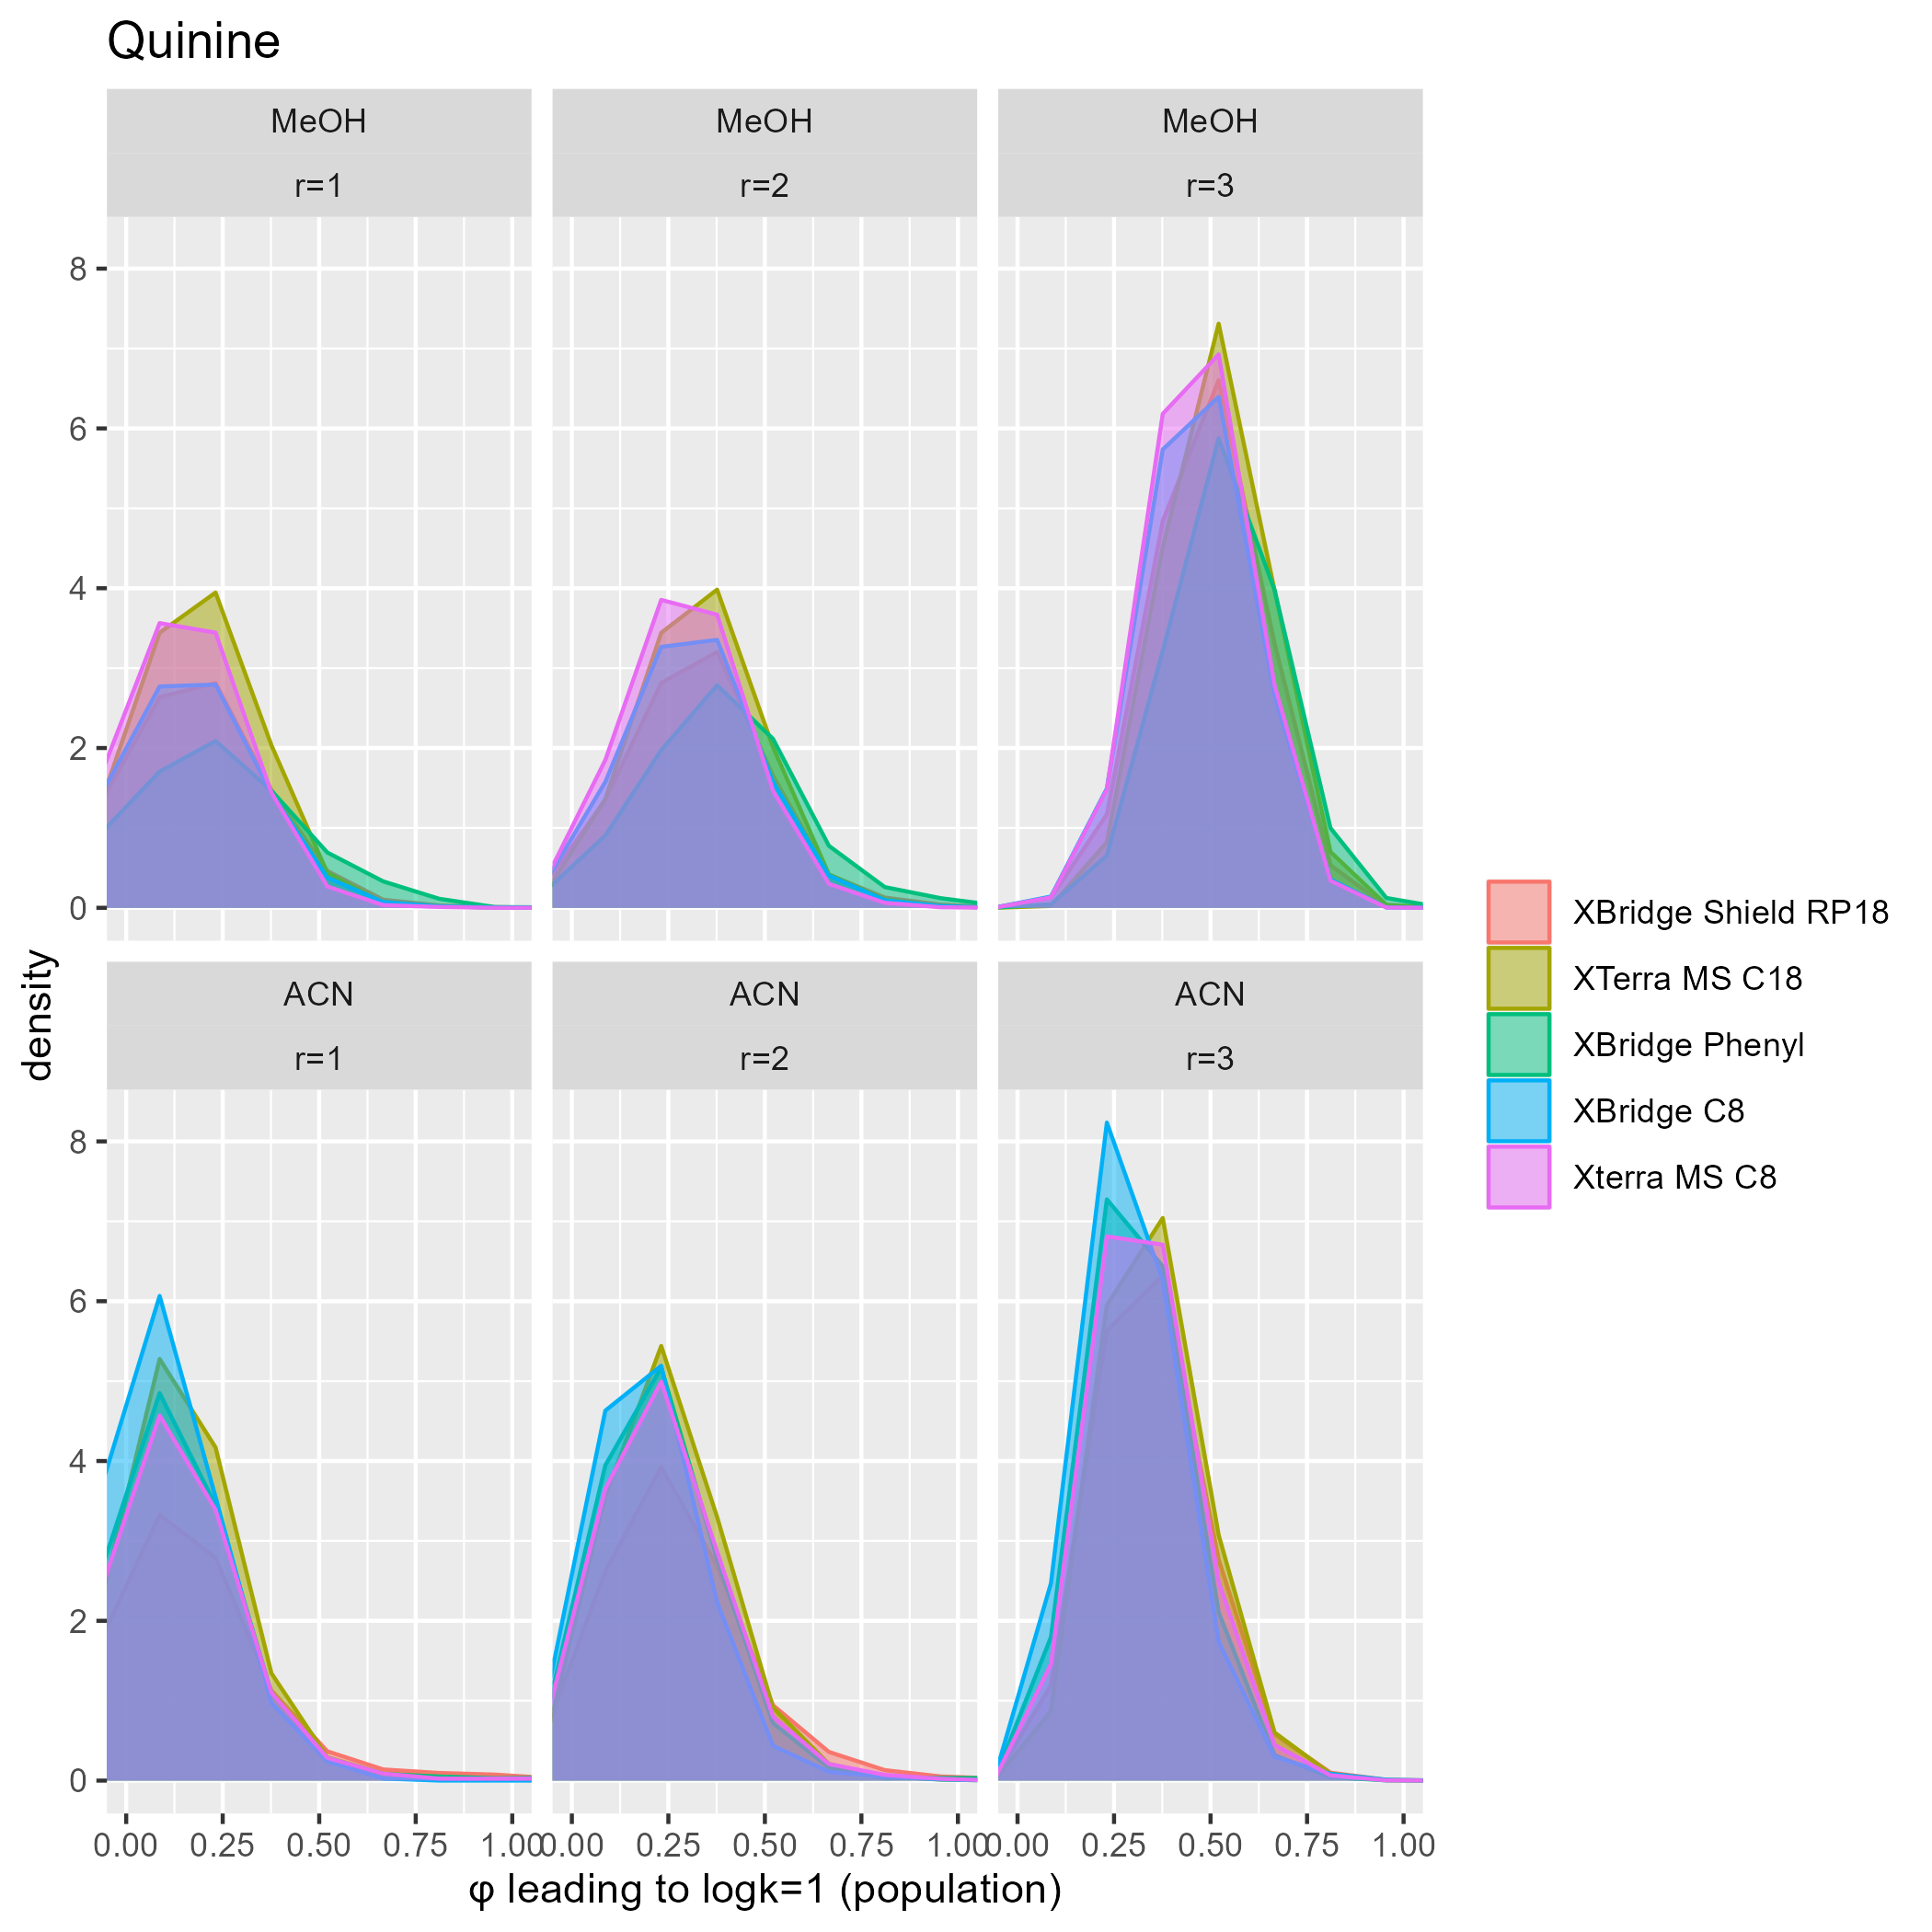 Quinine
MeOH MeOH MeOH
r=1 r=2 r=3
8
6
4
2
0
ACN ACN ACN
r=1 r=2 r=3
8
6
4
2
0
0.00 0.25 0.50 0.75 1.00 0.00 0.25 0.50 0.75 1.00 0.00 0.25 0.50 0.75 1.00
φ leading to logk=1 (population)
density
XBridge Shield RP18
XTerra MS C18
XBridge Phenyl
XBridge C8
Xterra MS C8